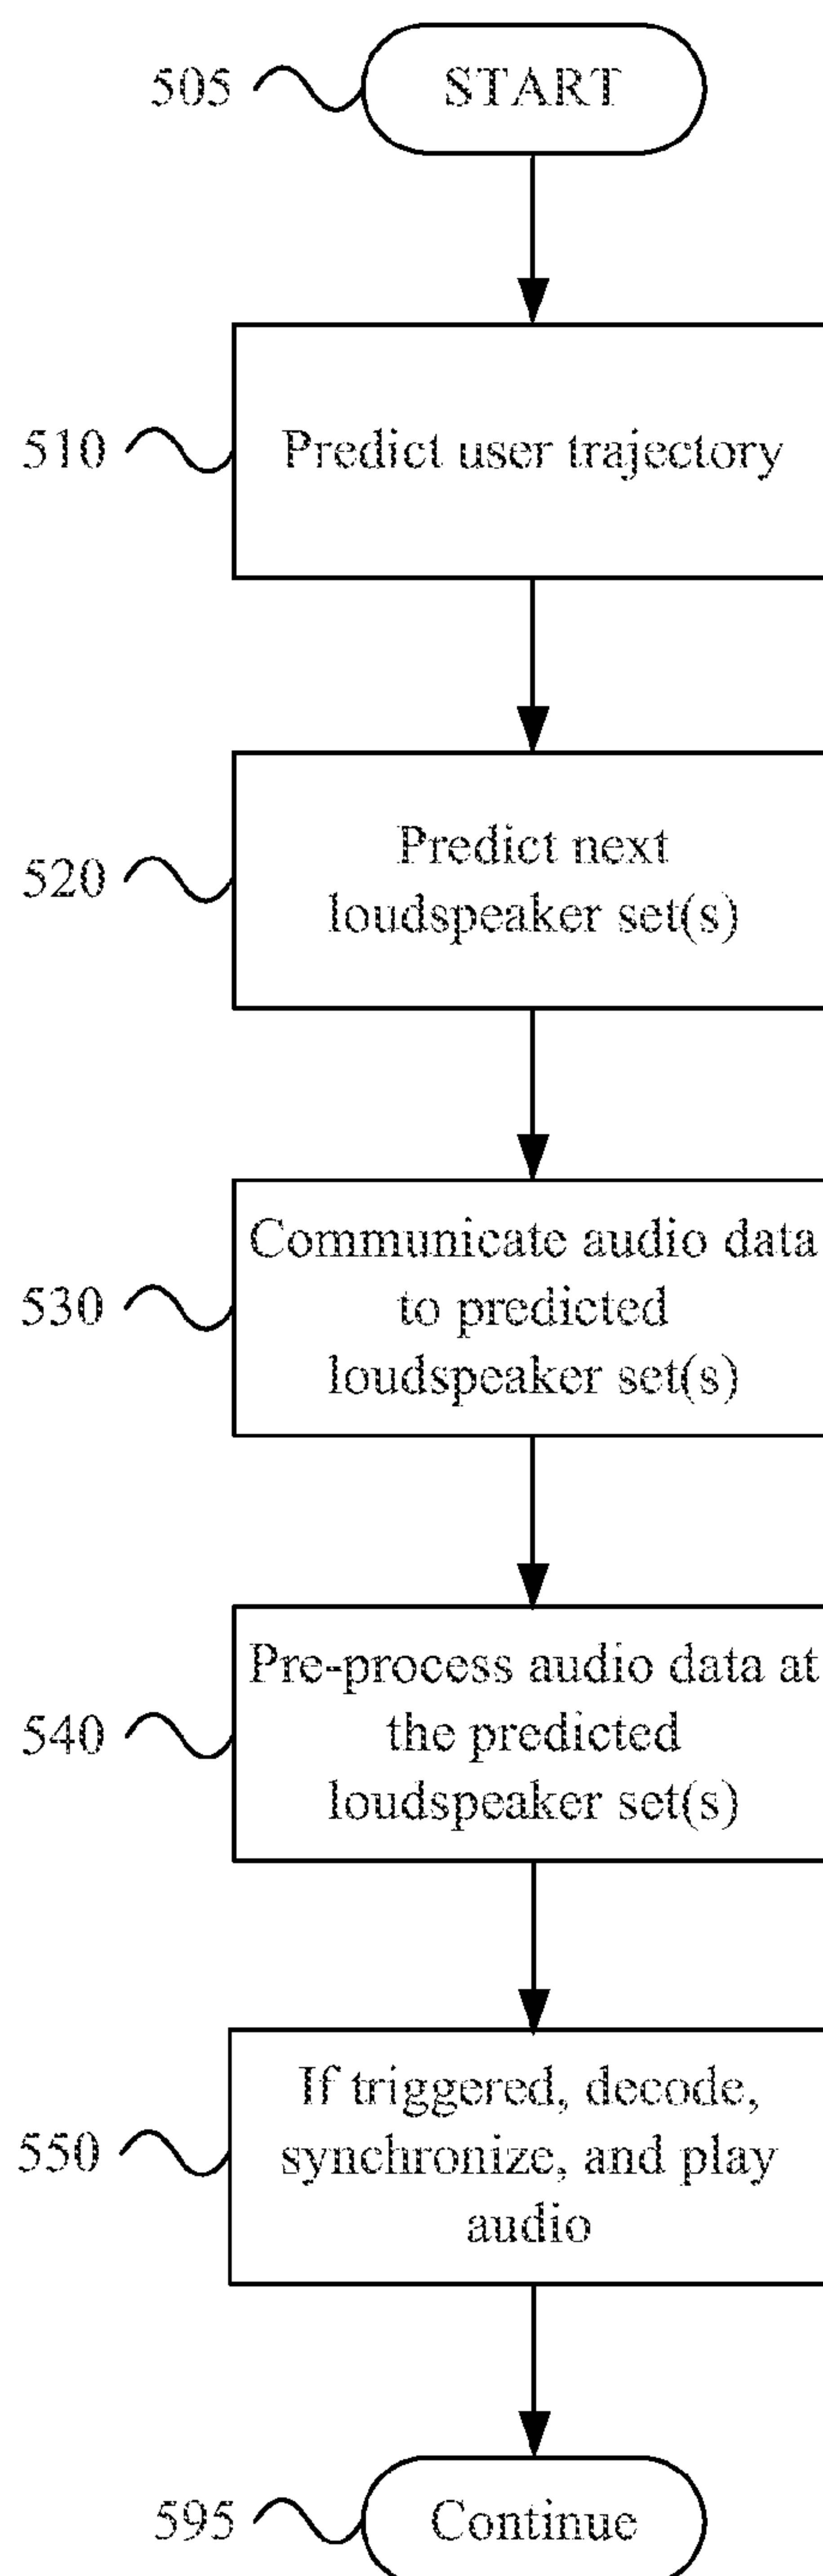 505 START
510 Predict user trajectory
520 Predict next
loudspeaker set(s)
530 Communicate audio data
to predicted
loudspeaker set(s)
540 Pre-process audio data at
the predicted
loudspeaker set(s)
550 If triggered, decode,
synchronize, and play
audio
595 Continue